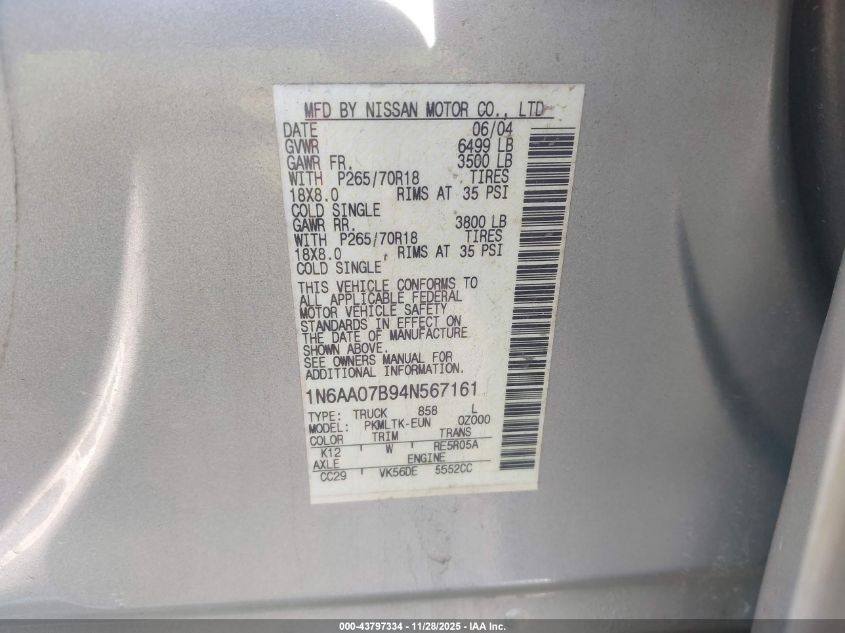 MFD BY NISSAN MOTOR CO., LTD
DATE 06/04
GVWR 6499 LB
GAWR FR. 3500 LB
WITH P265/70R18 TIRES
18X8.0 RIMS AT 35 PSI
COLD SINGLE
GAWR RR. 3800 LB
WITH P265/70R18 TIRES
18X8.0 , RIMS AT 35 PSI
COLD SINGLE
THIS VEHICLE CONFORMS TO
ALL APPLICABLE FEDERAL
MOTOR VEHICLE SAFETY
STANDARDS IN EFFECT ON
THE DATE OF MANUFACTURE
SHOWN ABOVE.
SEE OWNERS MANUAL FOR
ADDITIONAL INFORMATION.
1N6AA07B94N567161
TYPE: TRUCK 858 L
MODEL: PKMLTK-EUN 0Z000
COLOR TRIM TRANS
K12 W RE5R05A
AXLE ENGINE
CC29 VK56DE 5552CC
000-43797334 — 11/28/2025 — IAA Inc.